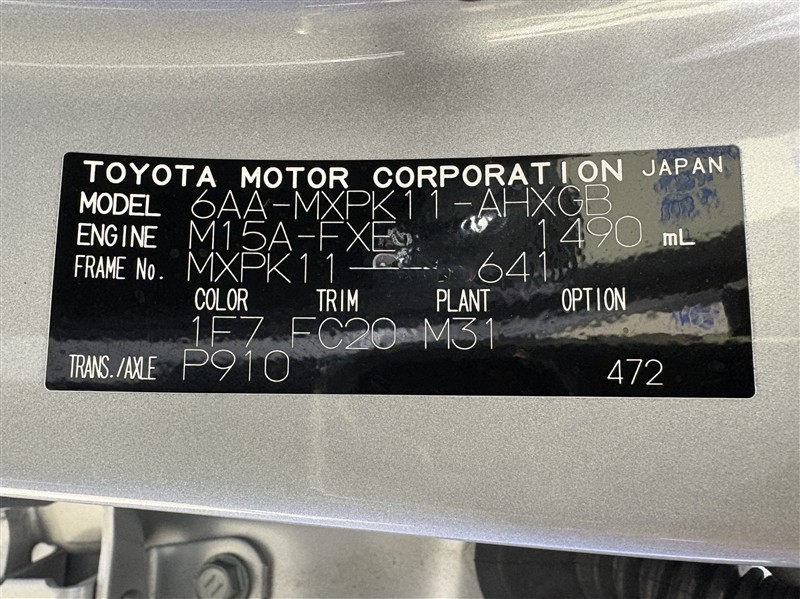 TOYOTA MOTOR CORPORATION JAPAN
MODEL 6AA-MXPK11-AHXGB
ENGINE M15A-FXE 1490 mL
FRAME No. MXPK11- 641
COLOR TRIM PLANT OPTION
1F7 FC20 M31
TRANS./AXLE P910 472